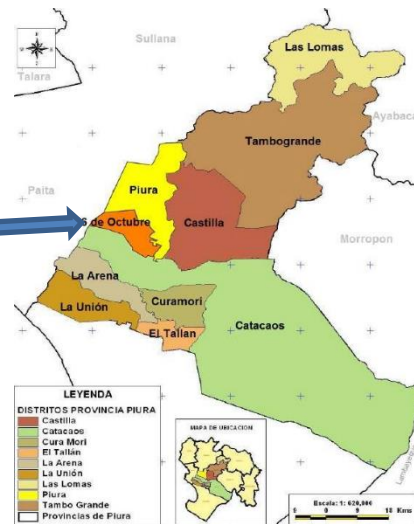 Sullana
Talara
Las Lomas
Ayabaca
Tambogrande
Paita
Piura
6 de Octubre
Castilla
Morropon
La Arena
La Unión
Curamori
El Tallan
Catacaos
LEYENDA
DISTRITOS PROVINCIA PIURA
Castilla
Catacaos
Cura Mori
El Tallán
La Arena
La Unión
Las Lomas
Piura
Tambo Grande
Provincias de Piura
MAPA DE UBICACION
Escala: 1: 620,000
0
9
18 Kms